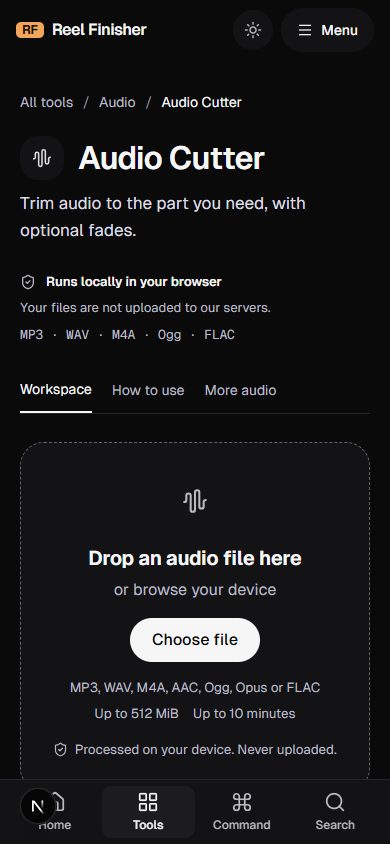 RF Reel Finisher
Menu
All tools / Audio / Audio Cutter
Audio Cutter
Trim audio to the part you need, with
optional fades.
Runs locally in your browser
Your files are not uploaded to our servers.
MP3 · WAV · M4A · Ogg · FLAC
Workspace How to use More audio
Drop an audio file here
or browse your device
Choose file
MP3, WAV, M4A, AAC, Ogg, Opus or FLAC
Up to 512 MiB Up to 10 minutes
Processed on your device. Never uploaded.
N
Home Tools Command Search